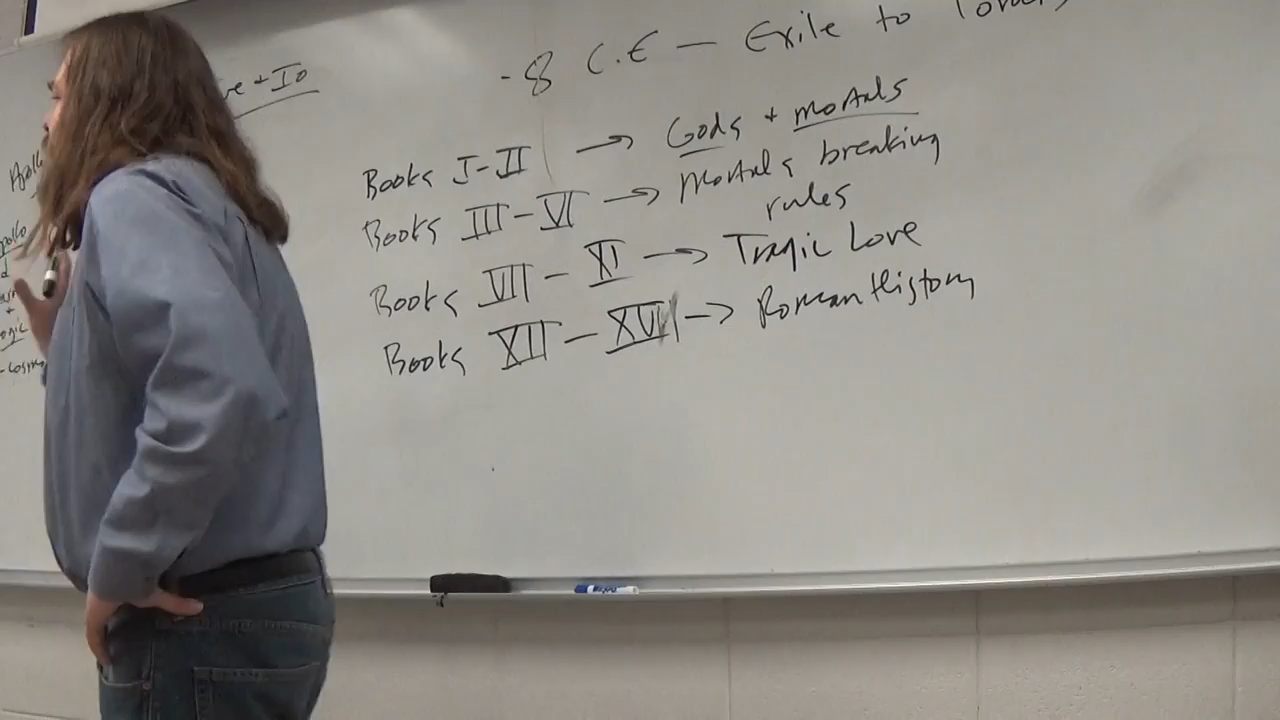 + Io
- 8 C.E - Exile to
Books I-II → Gods + mortals
Books III - VI → mortals breaking
rules
Books VII - XI → Tragic Love
Books XII - XV → Roman History